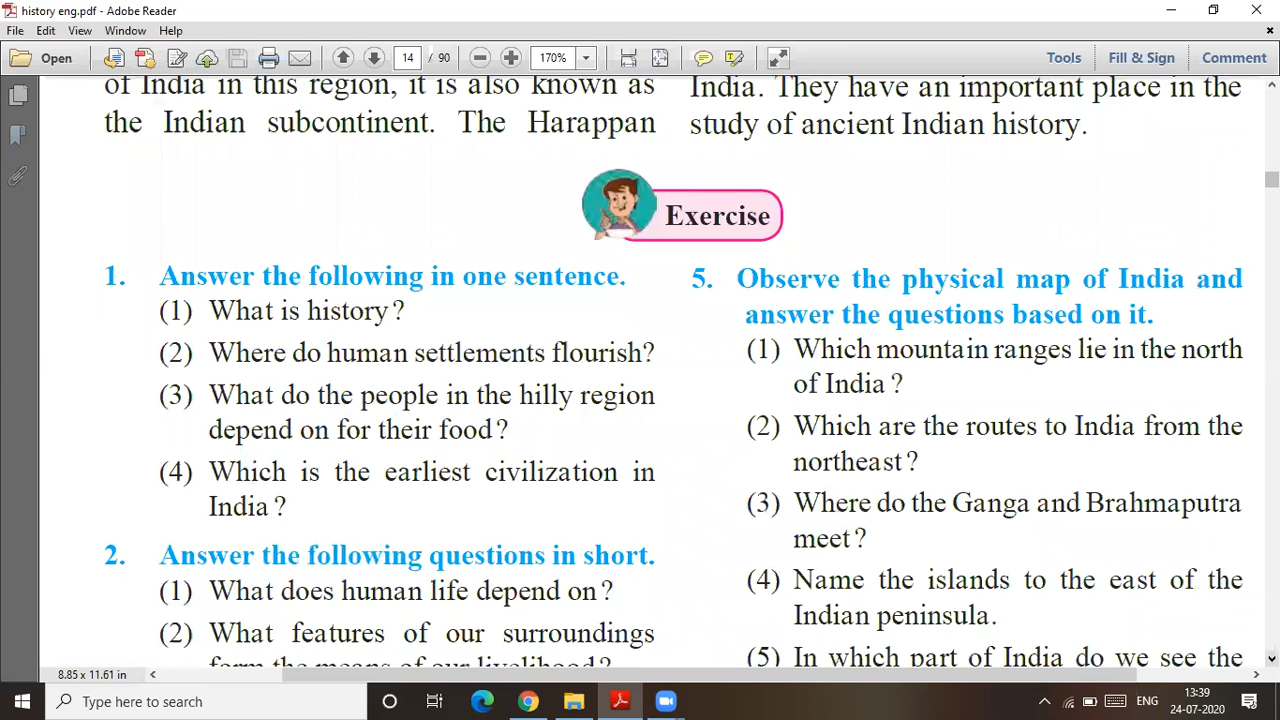 history eng.pdf - Adobe Reader
File Edit View Window Help
Open 14 / 90 170% Tools Fill & Sign Comment
of India in this region, it is also known as
the Indian subcontinent. The Harappan
India. They have an important place in the
study of ancient Indian history.
Exercise
1. Answer the following in one sentence.
(1) What is history?
(2) Where do human settlements flourish?
(3) What do the people in the hilly region
depend on for their food?
(4) Which is the earliest civilization in
India ?
2. Answer the following questions in short.
(1) What does human life depend on?
(2) What features of our surroundings
form the means of our livelihood?
5. Observe the physical map of India and
answer the questions based on it.
(1) Which mountain ranges lie in the north
of India ?
(2) Which are the routes to India from the
northeast ?
(3) Where do the Ganga and Brahmaputra
meet ?
(4) Name the islands to the east of the
Indian peninsula.
(5) In which part of India do we see the
8.85 x 11.61 in
Type here to search
ENG
13:39
24-07-2020